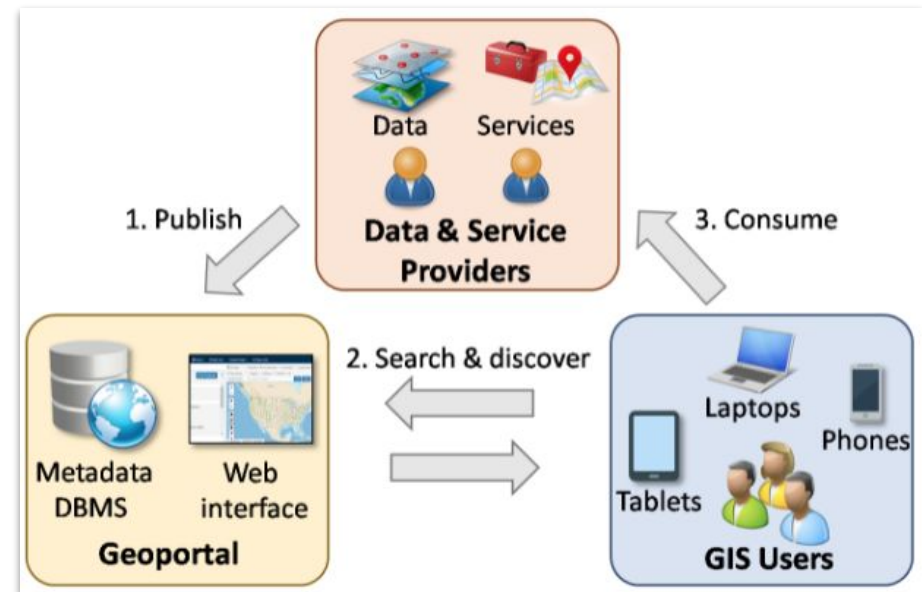 Data Services
Data & Service
Providers
1. Publish
3. Consume
2. Search & discover
Metadata
DBMS
Web
interface
Geoportal
Laptops
Phones
Tablets
GIS Users